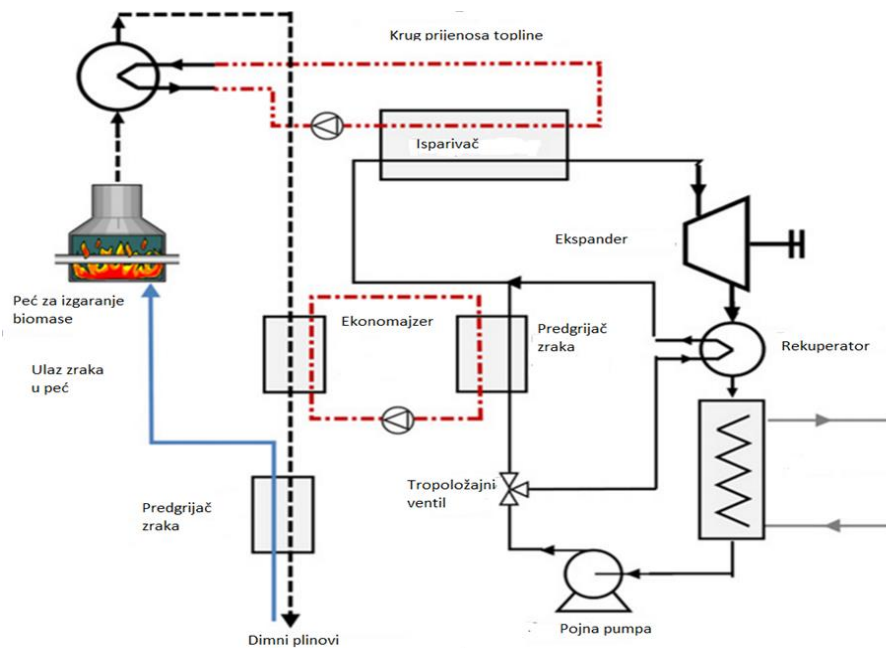 Krug prijenosa topline
Isparivač
Ekspander
Peć za izgaranje
biomase
Ekonomajzer
Predgrijač
zraka
Rekuperator
Ulaz zraka
u peć
Tropoložajni
ventil
Predgrijač
zraka
Pojna pumpa
Dimni plinovi